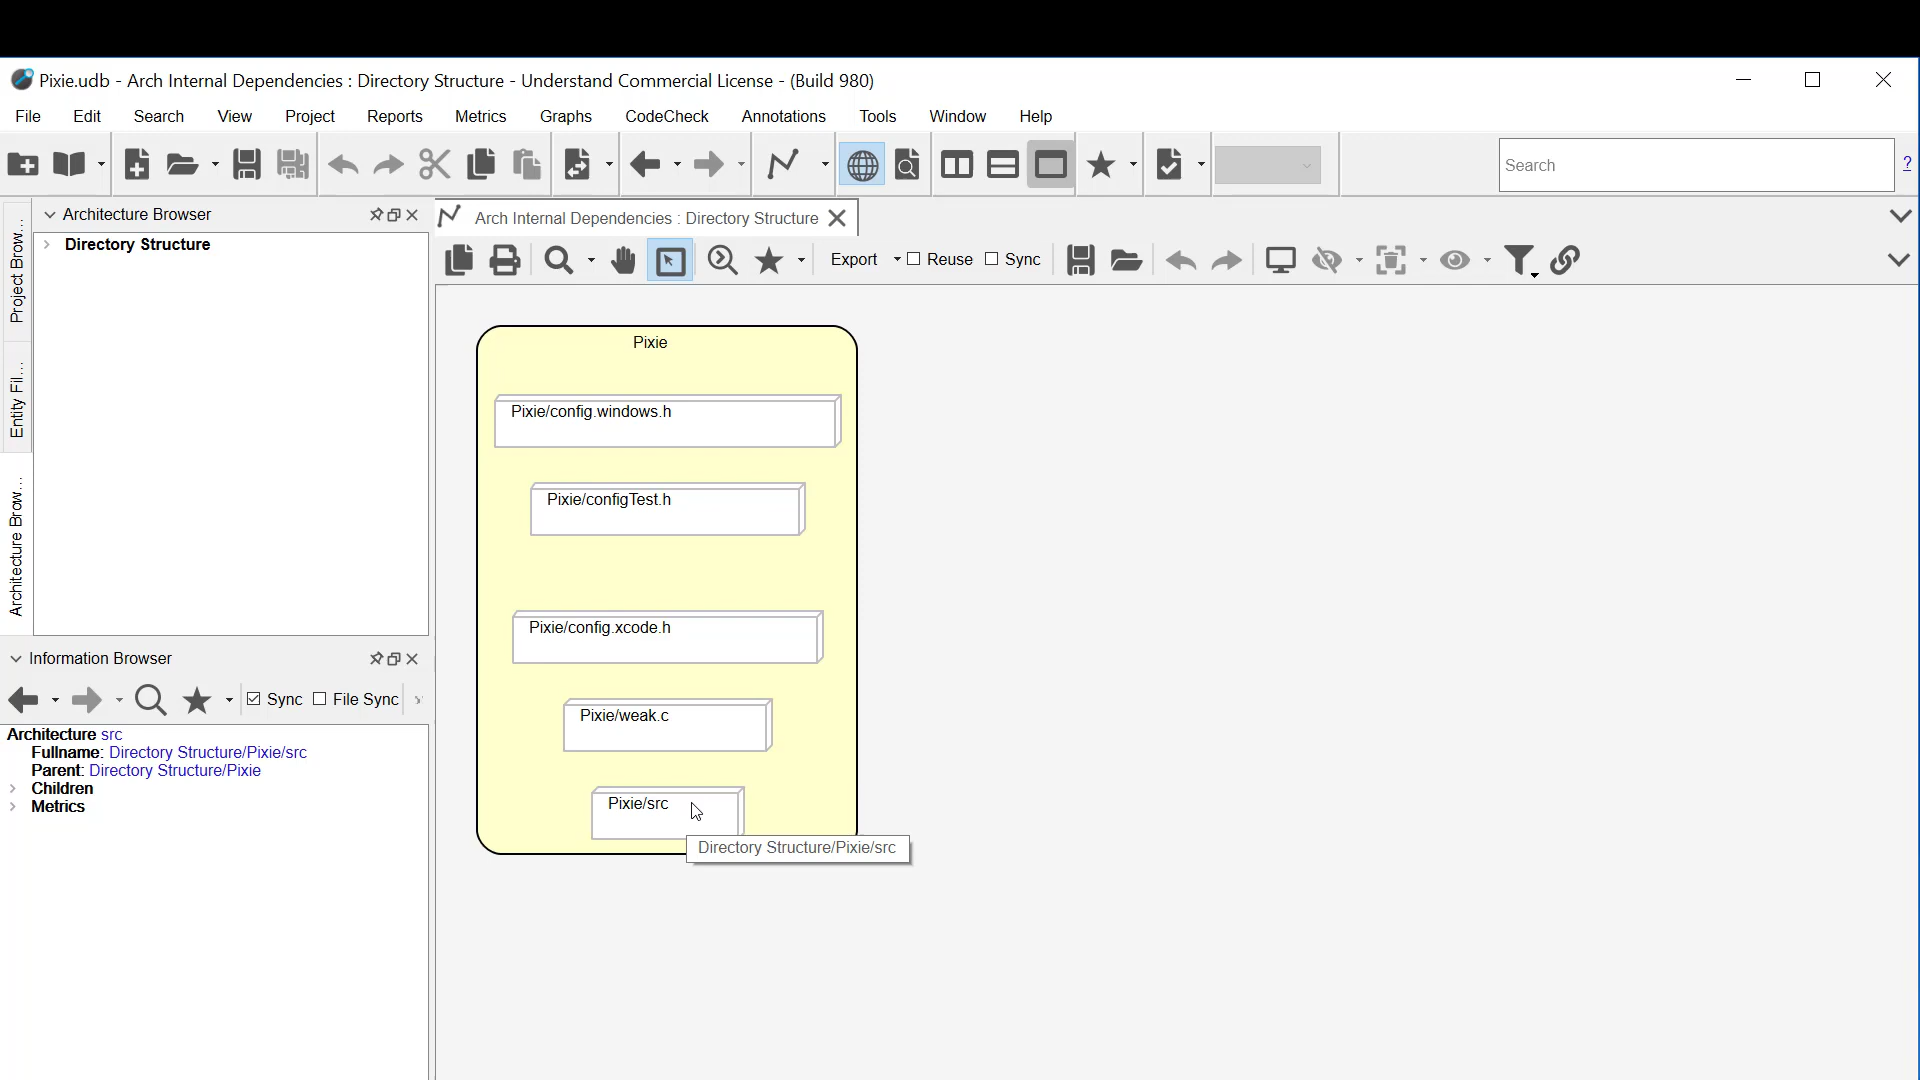 Pixie.udb - Arch Internal Dependencies : Directory Structure - Understand Commercial License - (Build 980)
File Edit Search View Project Reports Metrics Graphs CodeCheck Annotations Tools Window Help
Search
?
Project Brow...
Entity Fil...
Architecture Brow...
Architecture Browser
Directory Structure
Arch Internal Dependencies : Directory Structure
Export Reuse Sync
Pixie
Pixie/config.windows.h
Pixie/configTest.h
Pixie/config.xcode.h
Pixie/weak.c
Pixie/src
Directory Structure/Pixie/src
Information Browser
Sync File Sync
Architecture src
Fullname: Directory Structure/Pixie/src
Parent: Directory Structure/Pixie
Children
Metrics